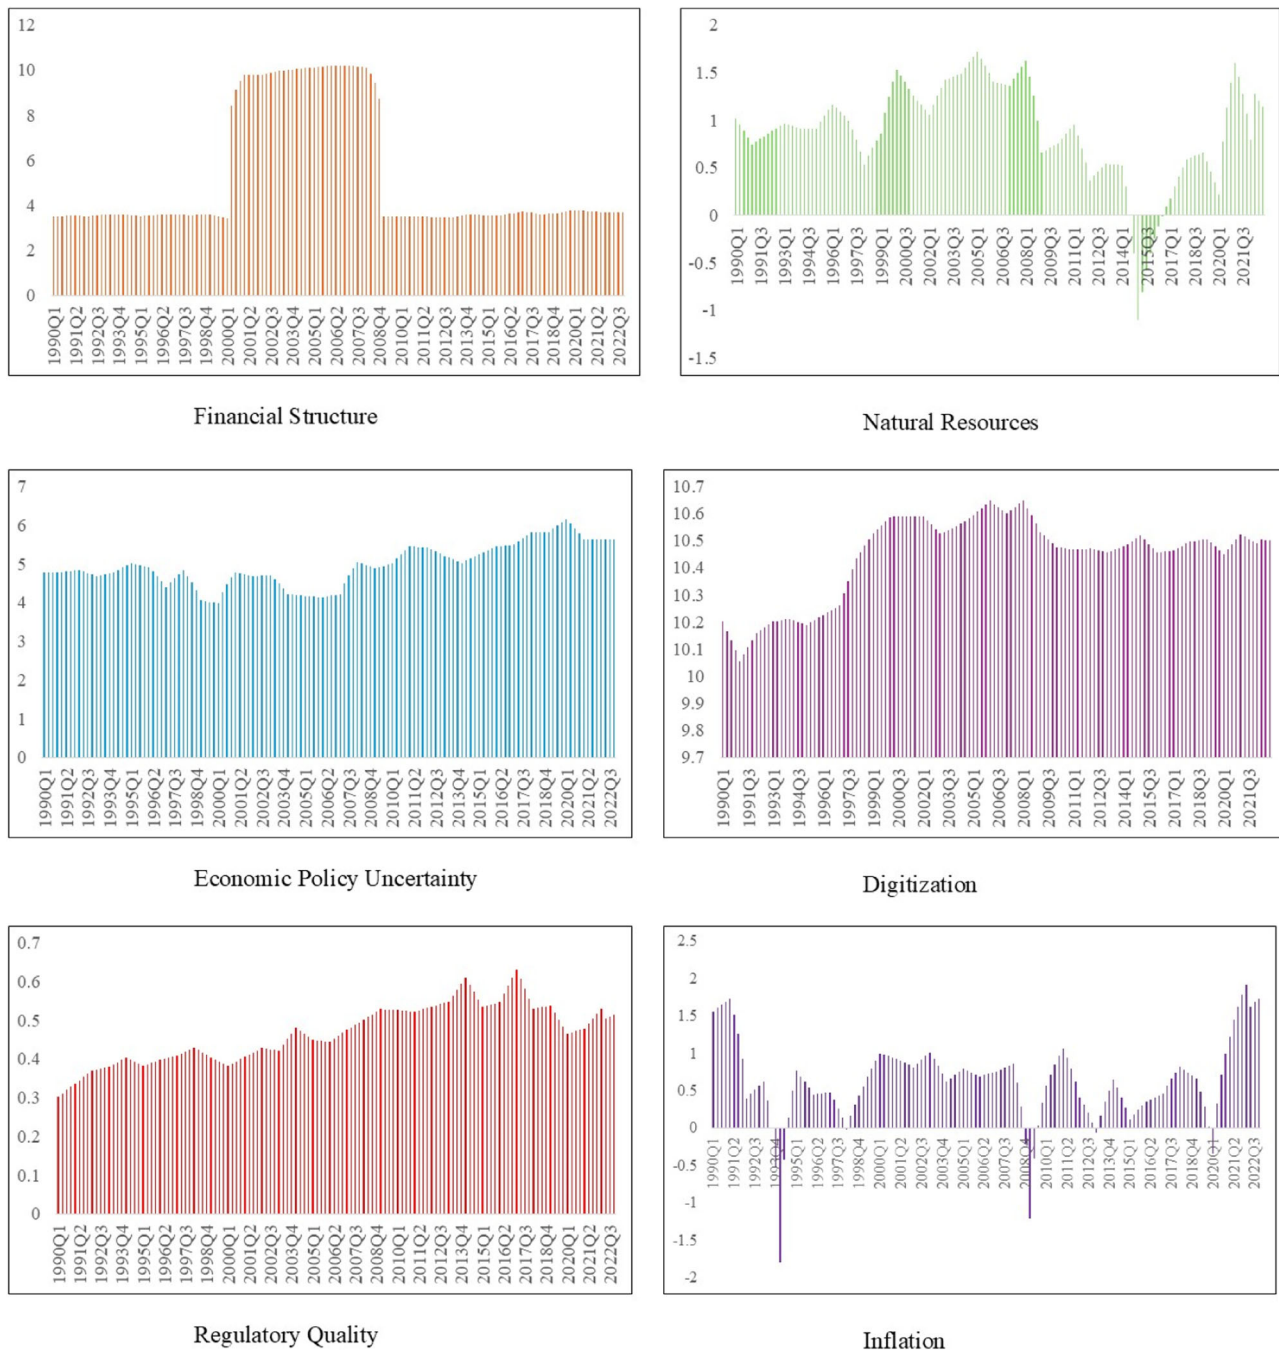 12
10
8
6
4
2
0
1990Q1
1991Q2
1992Q3
1993Q4
1995Q1
1996Q2
1997Q3
1998Q4
2000Q1
2001Q2
2002Q3
2003Q4
2005Q1
2006Q2
2007Q3
2008Q4
2010Q1
2011Q2
2012Q3
2013Q4
2015Q1
2016Q2
2017Q3
2018Q4
2020Q1
2021Q2
2022Q3
Financial Structure
2
1.5
1
0.5
0
-0.5
-1
-1.5
1990Q1
1991Q3
1993Q1
1994Q3
1996Q1
1997Q3
1999Q1
2000Q3
2002Q1
2003Q3
2005Q1
2006Q3
2008Q1
2009Q3
2011Q1
2012Q3
2014Q1
2015Q3
2017Q1
2018Q3
2020Q1
2021Q3
Natural Resources
7
6
5
4
3
2
1
0
1990Q1
1991Q2
1992Q3
1993Q4
1995Q1
1996Q2
1997Q3
1998Q4
2000Q1
2001Q2
2002Q3
2003Q4
2005Q1
2006Q2
2007Q3
2008Q4
2010Q1
2011Q2
2012Q3
2013Q4
2015Q1
2016Q2
2017Q3
2018Q4
2020Q1
2021Q2
2022Q3
Economic Policy Uncertainty
10.7
10.6
10.5
10.4
10.3
10.2
10.1
10
9.9
9.8
9.7
1990Q1
1991Q3
1993Q1
1994Q3
1996Q1
1997Q3
1999Q1
2000Q3
2002Q1
2003Q3
2005Q1
2006Q3
2008Q1
2009Q3
2011Q1
2012Q3
2014Q1
2015Q3
2017Q1
2018Q3
2020Q1
2021Q3
Digitization
0.7
0.6
0.5
0.4
0.3
0.2
0.1
0
1990Q1
1991Q2
1992Q3
1993Q4
1995Q1
1996Q2
1997Q3
1998Q4
2000Q1
2001Q2
2002Q3
2003Q4
2005Q1
2006Q2
2007Q3
2008Q4
2010Q1
2011Q2
2012Q3
2013Q4
2015Q1
2016Q2
2017Q3
2018Q4
2020Q1
2021Q2
2022Q3
Regulatory Quality
2.5
2
1.5
1
0.5
0
-0.5
-1
-1.5
-2
1990Q1
1991Q2
1992Q3
1993Q4
1995Q1
1996Q2
1997Q3
1998Q4
2000Q1
2001Q2
2002Q3
2003Q4
2005Q1
2006Q2
2007Q3
2008Q4
2010Q1
2011Q2
2012Q3
2013Q4
2015Q1
2016Q2
2017Q3
2018Q4
2020Q1
2021Q2
2022Q3
Inflation